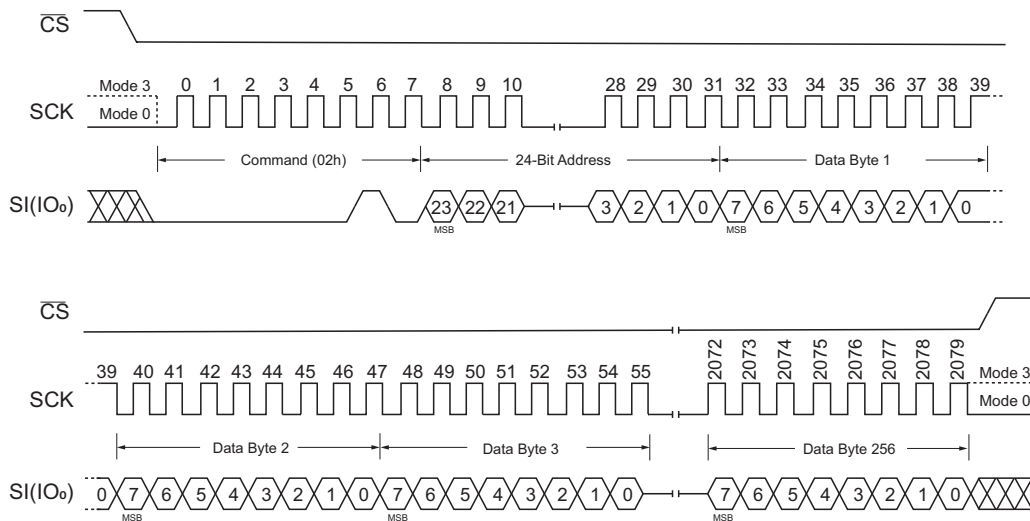 CS
Mode 3 0 1 2 3 4 5 6 7 8 9 10 28 29 30 31 32 33 34 35 36 37 38 39
SCK Mode 0
Command (02h) 24-Bit Address Data Byte 1
SI(IO₀) 23 22 21 3 2 1 0 7 6 5 4 3 2 1 0
MSB MSB
CS
39 40 41 42 43 44 45 46 47 48 49 50 51 52 53 54 55 2072 2073 2074 2075 2076 2077 2078 2079
SCK Mode 3
Mode 0
Data Byte 2 Data Byte 3 Data Byte 256
SI(IO₀) 0 7 6 5 4 3 2 1 0 7 6 5 4 3 2 1 0 7 6 5 4 3 2 1 0
MSB MSB MSB